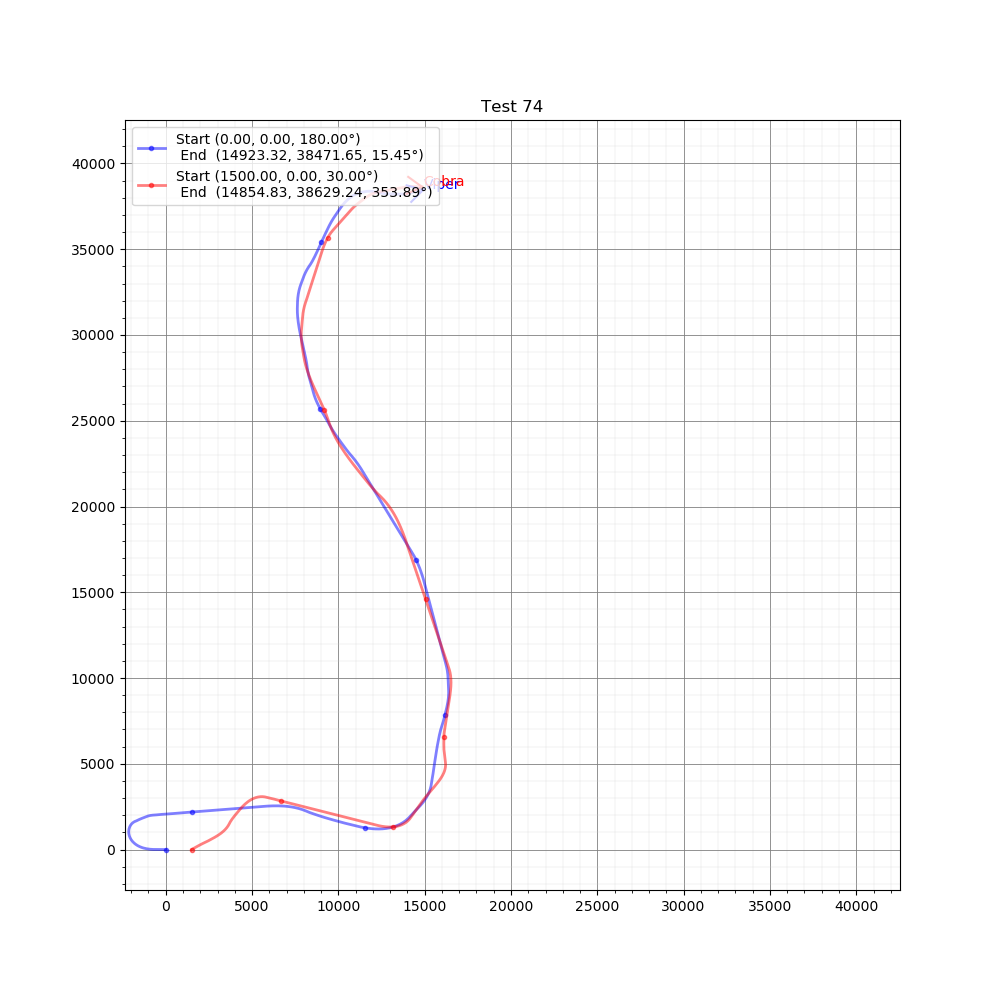 Test 74
Start (0.00, 0.00, 180.00°)
End (14923.32, 38471.65, 15.45°)
Start (1500.00, 0.00, 30.00°)
End (14854.83, 38629.24, 353.89°)
40000
35000
30000
25000
20000
15000
10000
5000
0
0 5000 10000 15000 20000 25000 30000 35000 40000